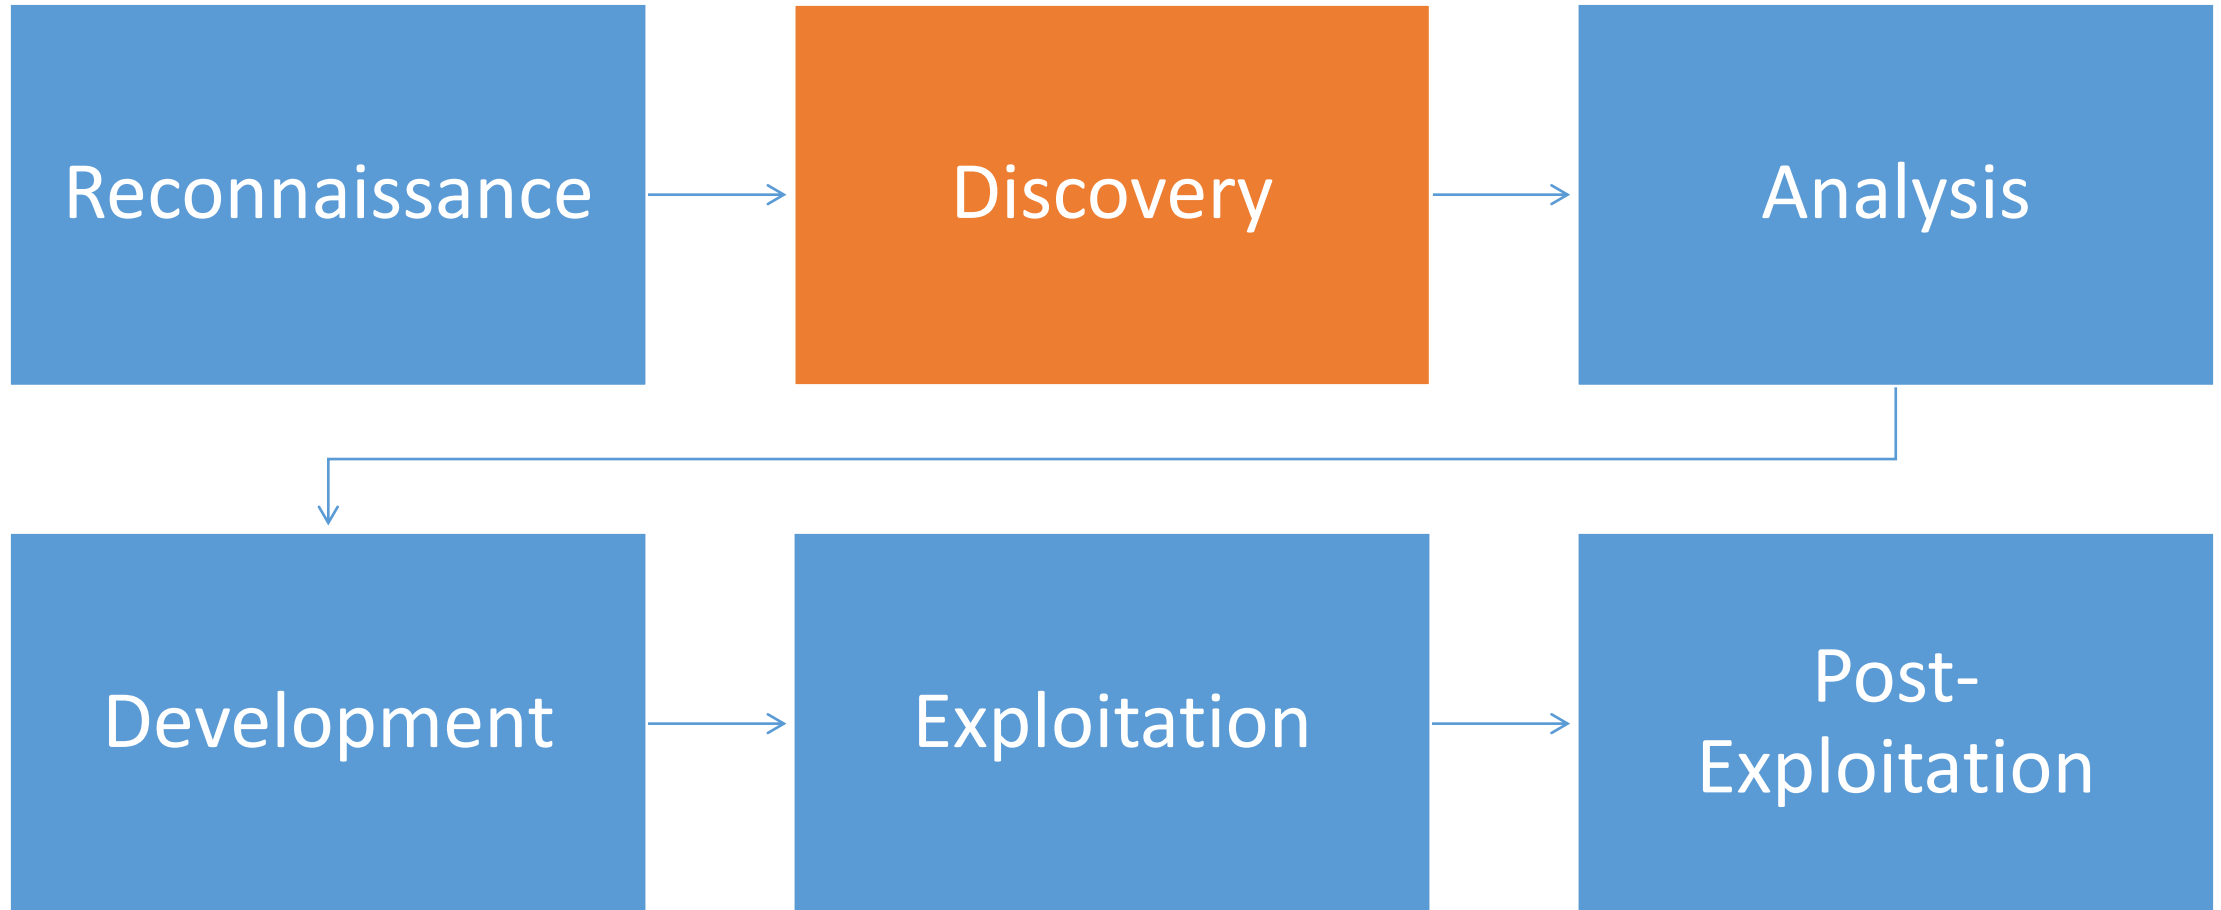 Reconnaissance
Discovery
Analysis
Development
Exploitation
Post-
Exploitation